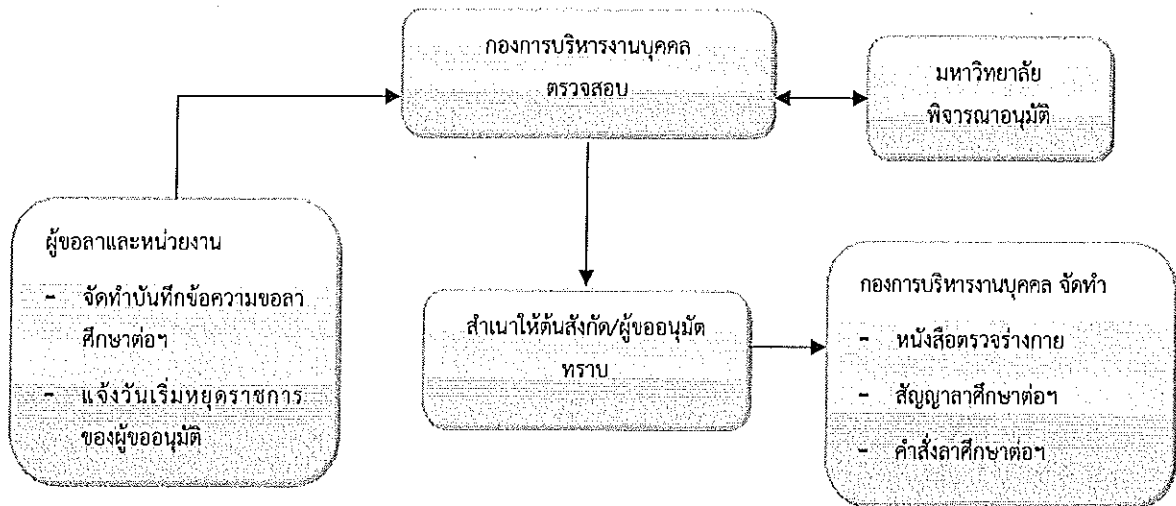 กองการบริหารงานบุคคล
ตรวจสอบ
มหาวิทยาลัย
พิจารณาอนุมัติ
ผู้ขอลาและหน่วยงาน
- จัดทำบันทึกข้อความขอลา
ศึกษาต่อฯ
- แจ้งวันเริ่มหยุดราชการ
ของผู้ขออนุมัติ
สำเนาให้ต้นสังกัด/ผู้ขออนุมัต
ทราบ
กองการบริหารงานบุคคล จัดทำ
- หนังสือตรวจร่างกาย
- สัญญาลาศึกษาต่อฯ
- คำสั่งลาศึกษาต่อฯ